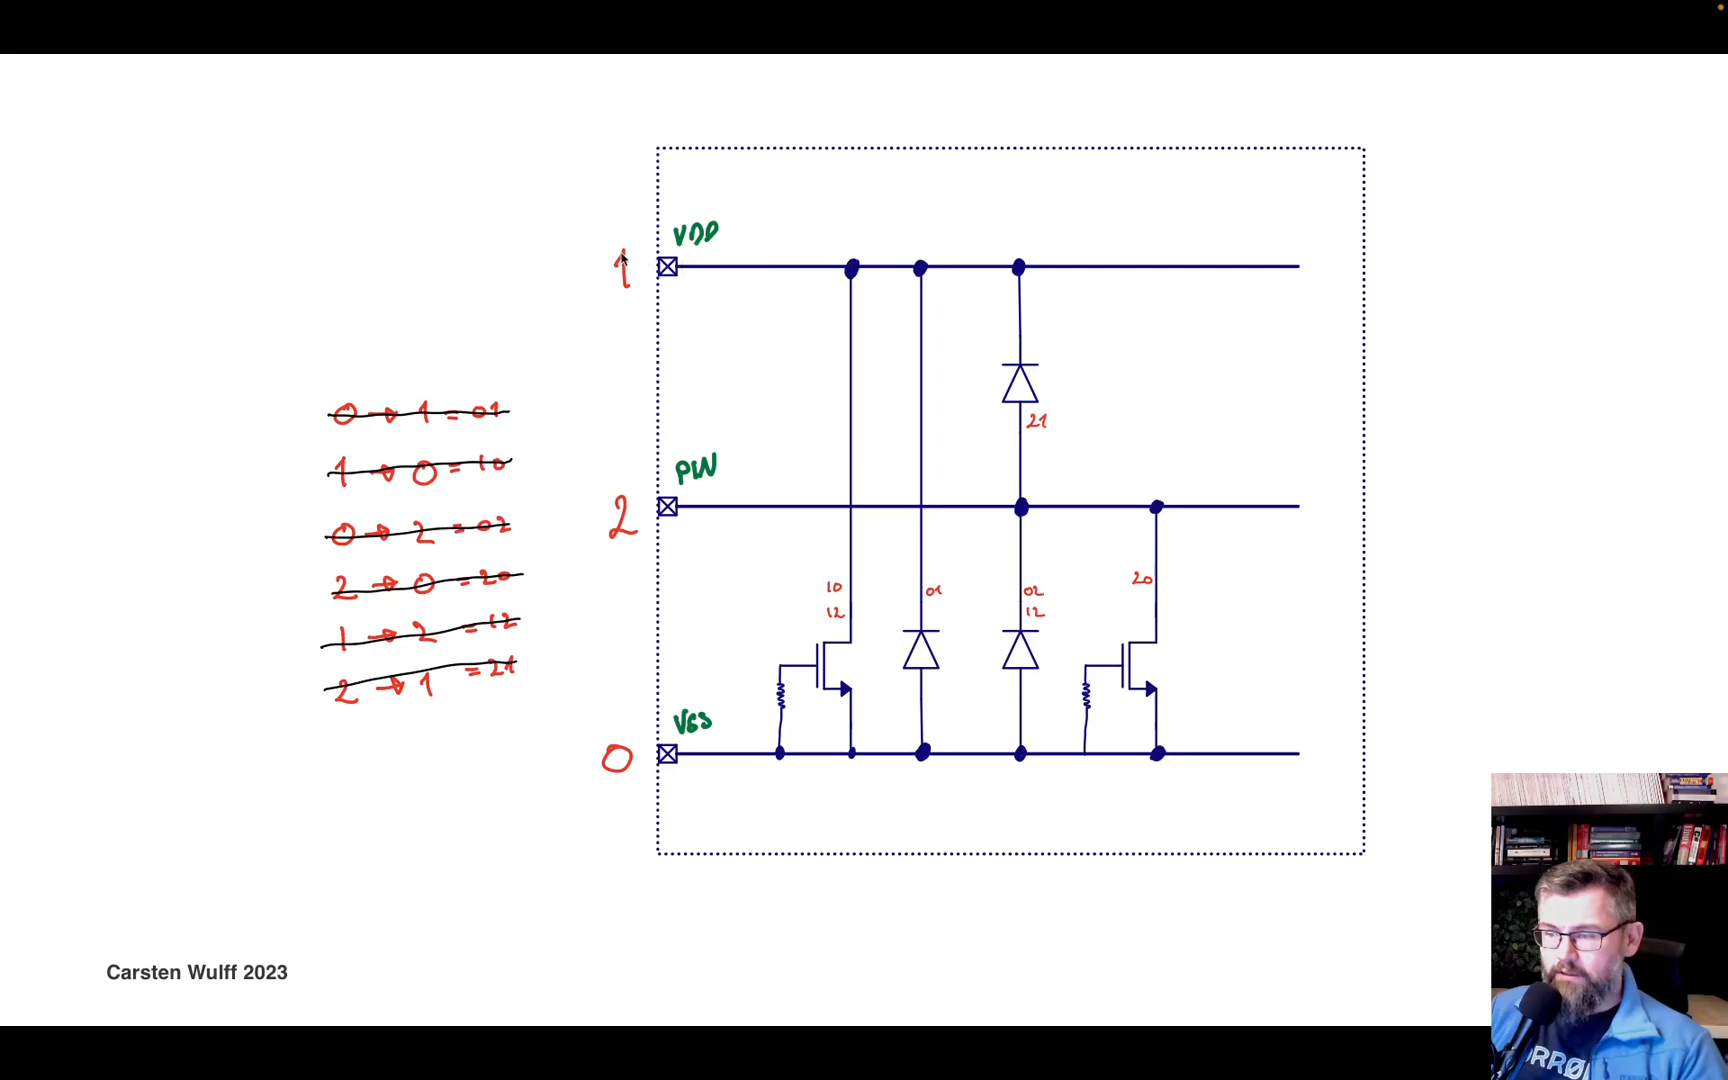 VDD
1
0 → 1 = 01
21
1 → 0 = 10
PIN
0 → 2 = 02
2
2 → 0 = 20
10
12
01
02
12
20
1 → 2 = 12
2 → 1 = 21
VSS
0
Carsten Wulff 2023